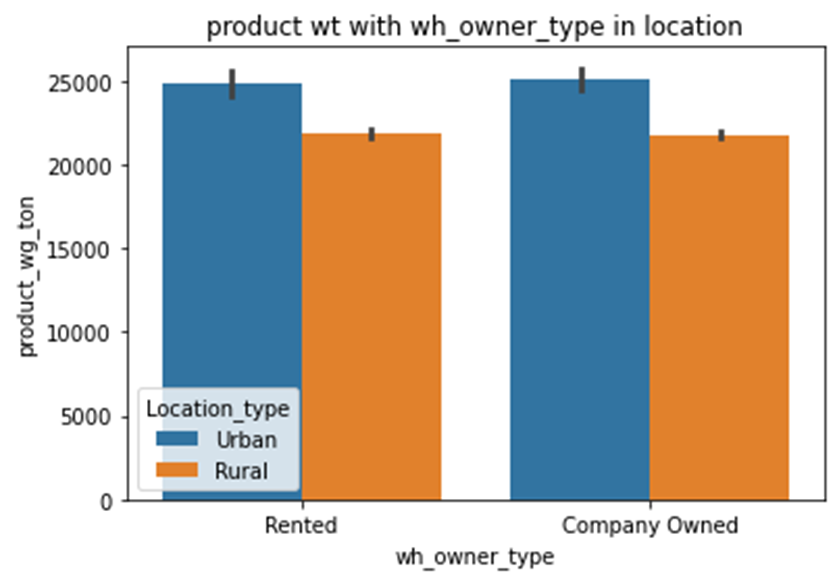 product wt with wh_owner_type in location
product_wg_ton
25000
20000
15000
10000
5000
0
Location_type
Urban
Rural
Rented
Company Owned
wh_owner_type